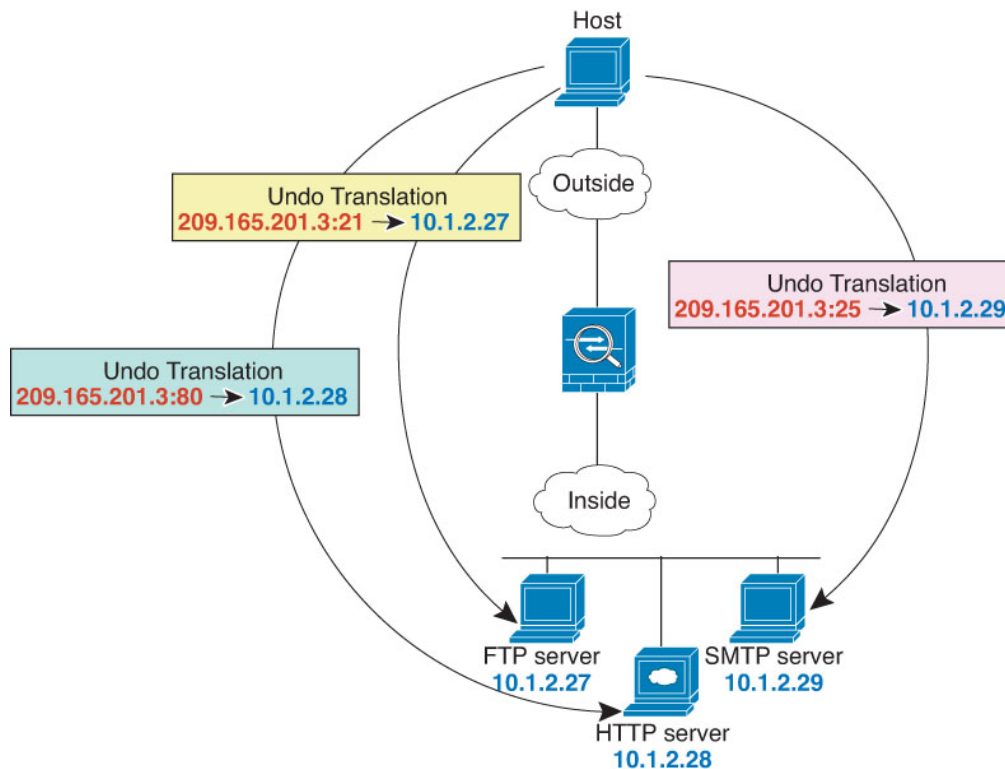 Host
Outside
Undo Translation
209.165.201.3:21 → 10.1.2.27
Undo Translation
209.165.201.3:25 → 10.1.2.29
Undo Translation
209.165.201.3:80 → 10.1.2.28
Inside
FTP server
10.1.2.27
SMTP server
10.1.2.29
HTTP server
10.1.2.28